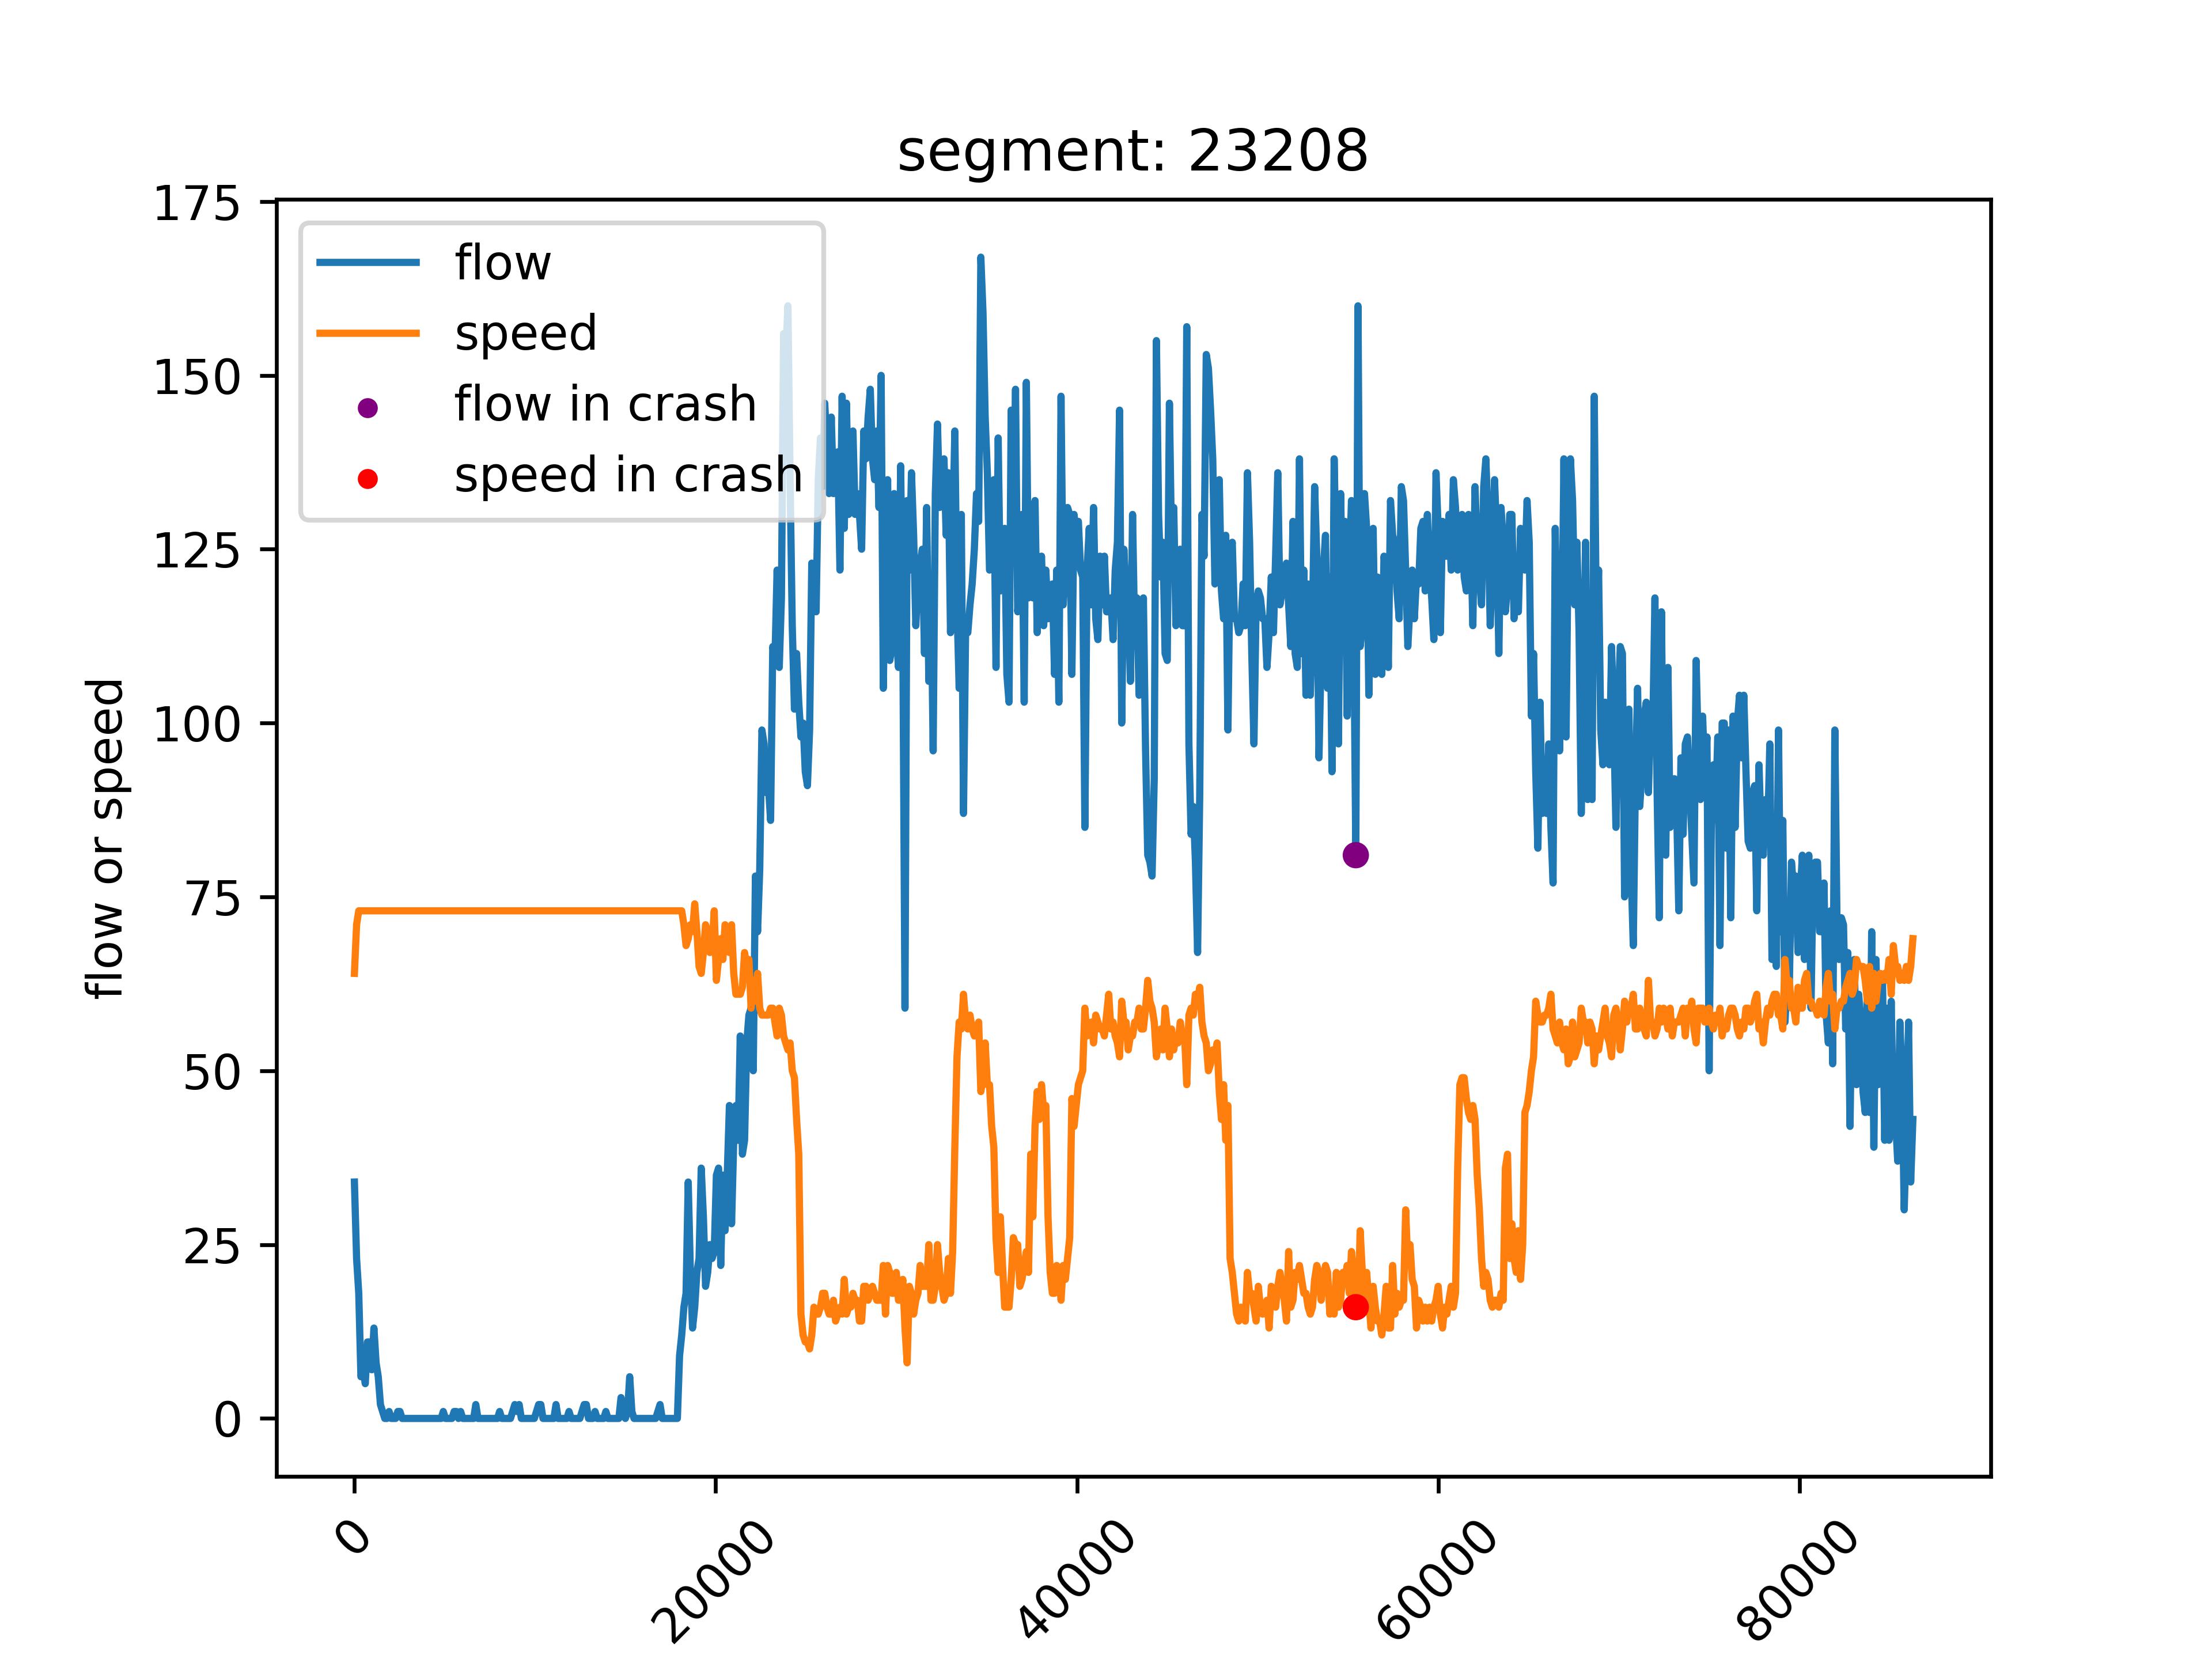 segment: 23208
175
150
125
100
75
50
25
0
flow or speed
flow
speed
flow in crash
speed in crash
0
20000
40000
60000
80000